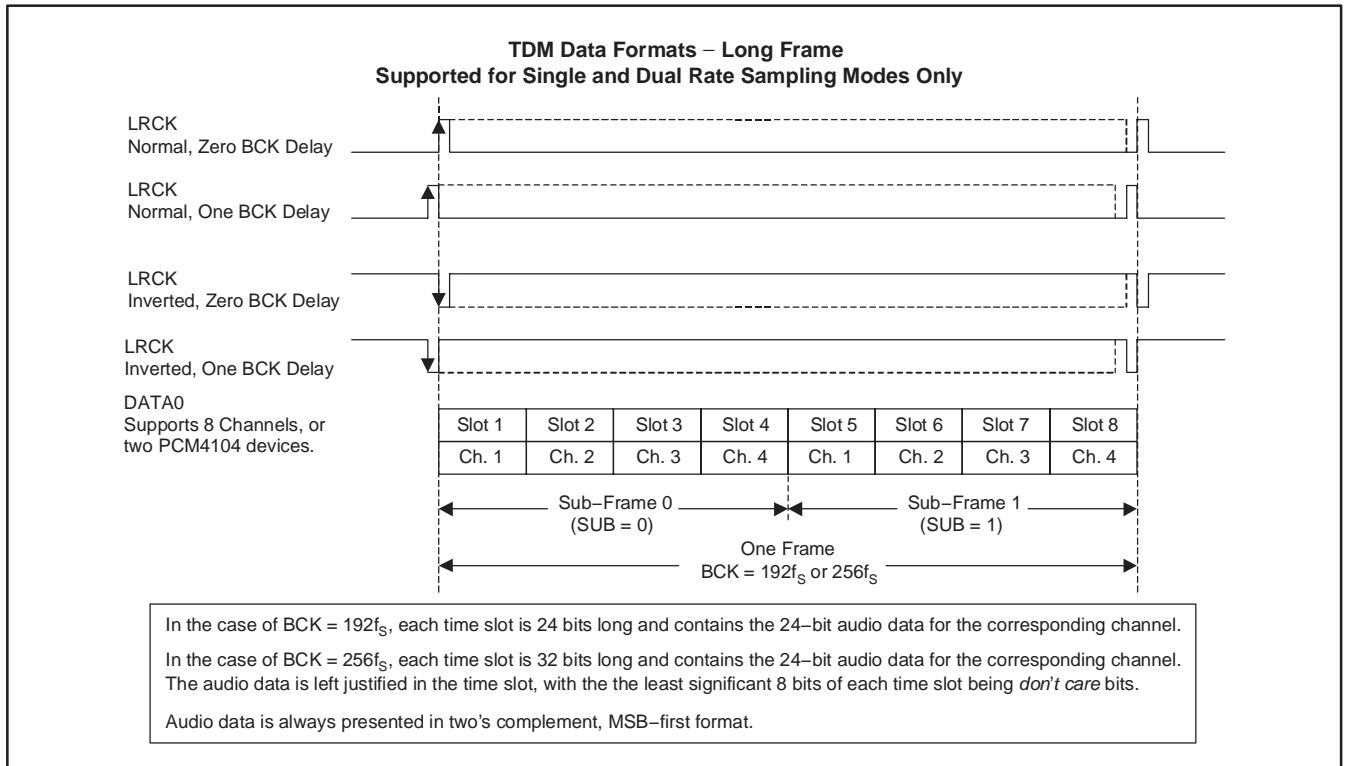 TDM Data Formats − Long Frame
Supported for Single and Dual Rate Sampling Modes Only
LRCK
Normal, Zero BCK Delay
LRCK
Normal, One BCK Delay
LRCK
Inverted, Zero BCK Delay
LRCK
Inverted, One BCK Delay
DATA0
Supports 8 Channels, or
two PCM4104 devices.
Slot 1 Slot 2 Slot 3 Slot 4 Slot 5 Slot 6 Slot 7 Slot 8
Ch. 1 Ch. 2 Ch. 3 Ch. 4 Ch. 1 Ch. 2 Ch. 3 Ch. 4
Sub−Frame 0 Sub−Frame 1
(SUB = 0) (SUB = 1)
One Frame
BCK = 192fS or 256fS
In the case of BCK = 192fS, each time slot is 24 bits long and contains the 24−bit audio data for the corresponding channel.
In the case of BCK = 256fS, each time slot is 32 bits long and contains the 24−bit audio data for the corresponding channel.
The audio data is left justified in the time slot, with the the least significant 8 bits of each time slot being don't care bits.
Audio data is always presented in two's complement, MSB−first format.